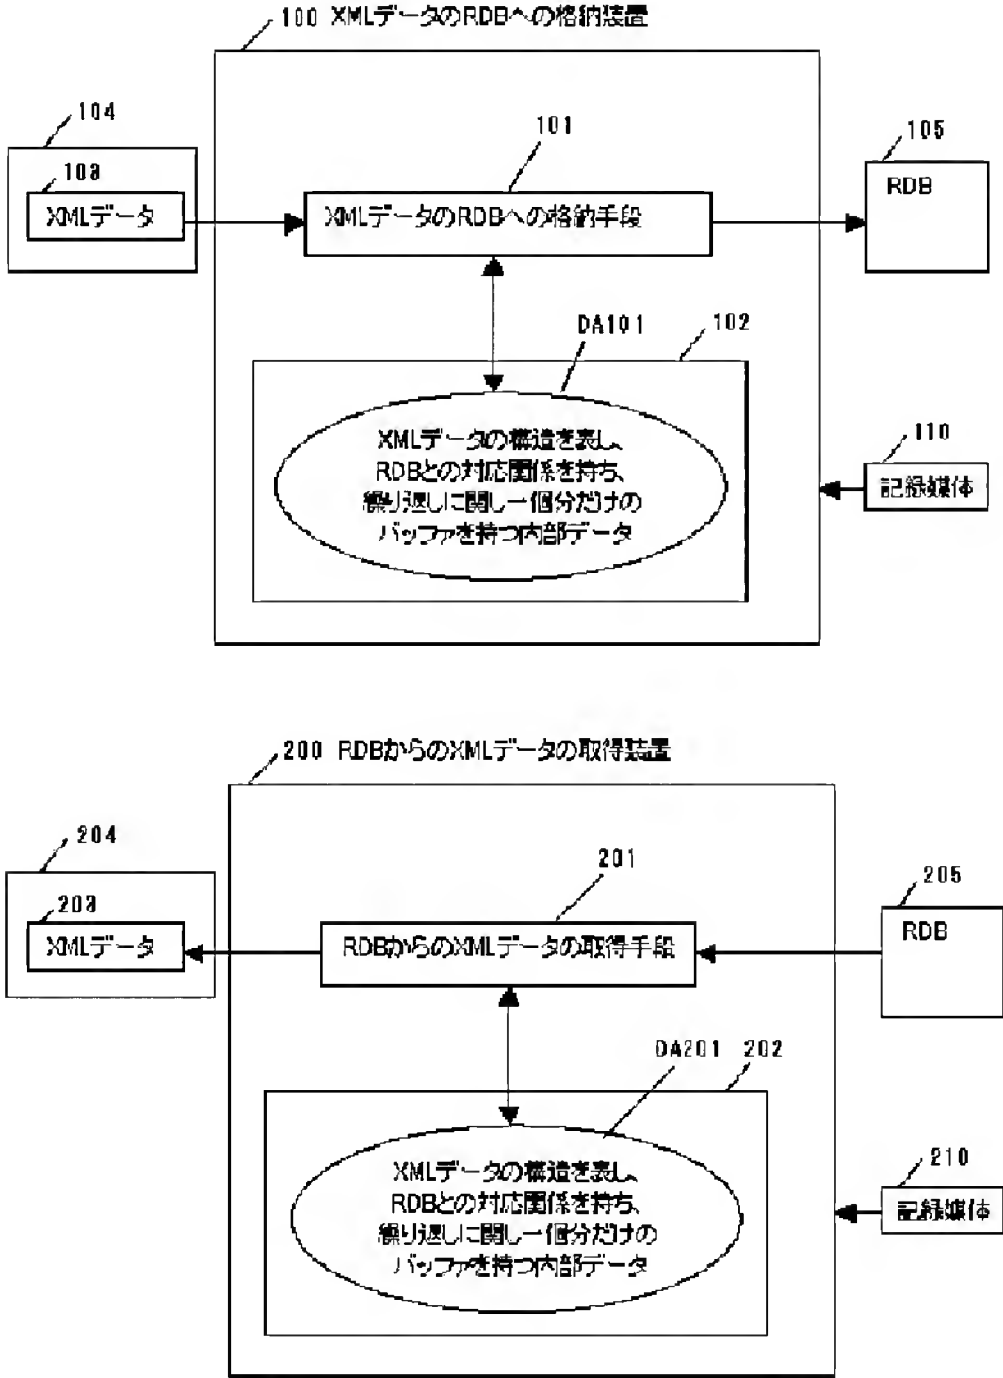 100 XMLデータのRDBへの格納装置
104
101
105
103
RDB
XMLデータ
XMLデータのRDBへの格納手段
DA101
102
XMLデータの構造を表し、
RDBとの対応関係を持ち、
繰り返しに関し一個分だけの
バッファを持つ内部データ
110
記録媒体
200 RDBからのXMLデータの取得装置
204
201
205
203
RDB
XMLデータ
RDBからのXMLデータの取得手段
DA201
202
XMLデータの構造を表し、
RDBとの対応関係を持ち、
繰り返しに関し一個分だけの
バッファを持つ内部データ
210
記録媒体